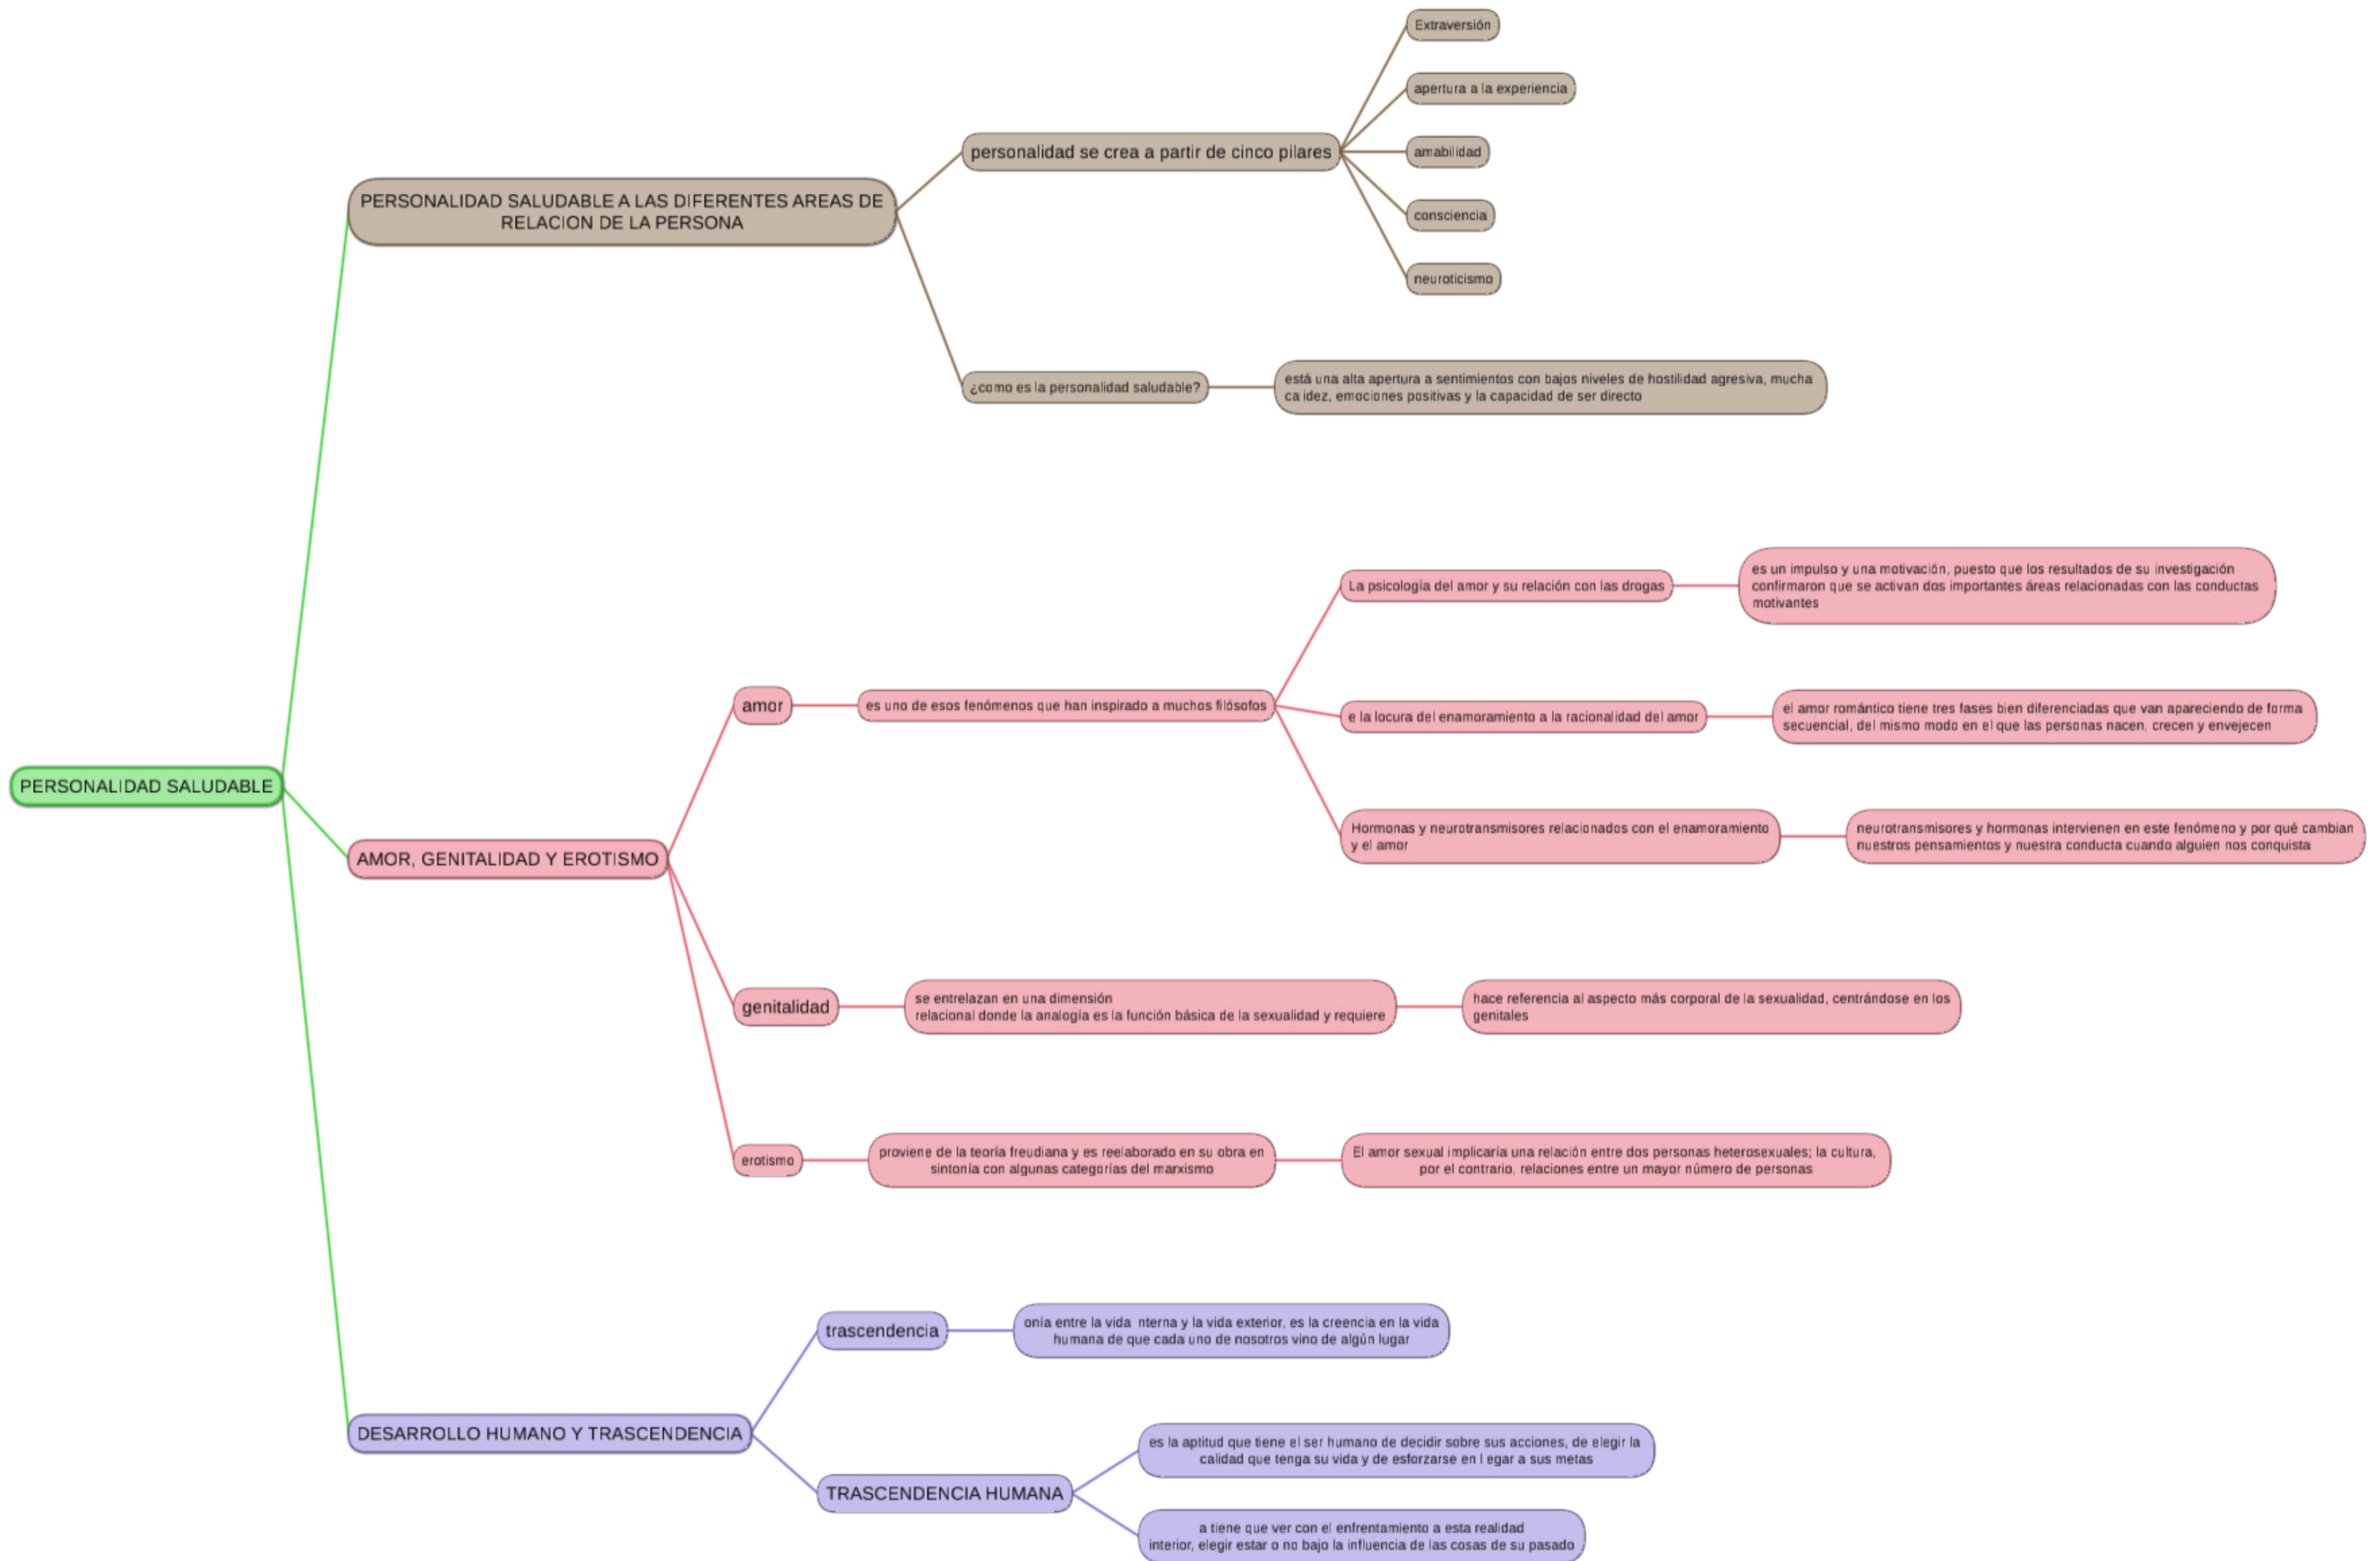 Extraversión
apertura a la experiencia
personalidad se crea a partir de cinco pilares
amabilidad
PERSONALIDAD SALUDABLE A LAS DIFERENTES AREAS DE
RELACION DE LA PERSONA
consciencia
neuroticismo
¿como es la personalidad saludable?
está una alta apertura a sentimientos con bajos niveles de hostilidad agresiva, mucha
ca idez, emociones positivas y la capacidad de ser directo
PERSONALIDAD SALUDABLE
AMOR, GENITALIDAD Y EROTISMO
amor
es uno de esos fenómenos que han inspirado a muchos filósofos
La psicología del amor y su relación con las drogas
es un impulso y una motivación, puesto que los resultados de su investigación
confirmaron que se activan dos importantes áreas relacionadas con las conductas
motivantes
e la locura del enamoramiento a la racionalidad del amor
el amor romántico tiene tres fases bien diferenciadas que van apareciendo de forma
secuencial, del mismo modo en el que las personas nacen, crecen y envejecen
Hormonas y neurotransmisores relacionados con el enamoramiento
y el amor
neurotransmisores y hormonas intervienen en este fenómeno y por qué cambian
nuestros pensamientos y nuestra conducta cuando alguien nos conquista
genitalidad
se entrelazan en una dimensión
relacional donde la analogía es la función básica de la sexualidad y requiere
hace referencia al aspecto más corporal de la sexualidad, centrándose en los
genitales
erotismo
proviene de la teoría freudiana y es reelaborado en su obra en
sintonía con algunas categorías del marxismo
El amor sexual implicaría una relación entre dos personas heterosexuales; la cultura,
por el contrario, relaciones entre un mayor número de personas
DESARROLLO HUMANO Y TRASCENDENCIA
trascendencia
onía entre la vida nterna y la vida exterior, es la creencia en la vida
humana de que cada uno de nosotros vino de algún lugar
TRASCENDENCIA HUMANA
es la aptitud que tiene el ser humano de decidir sobre sus acciones, de elegir la
calidad que tenga su vida y de esforzarse en l egar a sus metas
a tiene que ver con el enfrentamiento a esta realidad
interior, elegir estar o no bajo la influencia de las cosas de su pasado